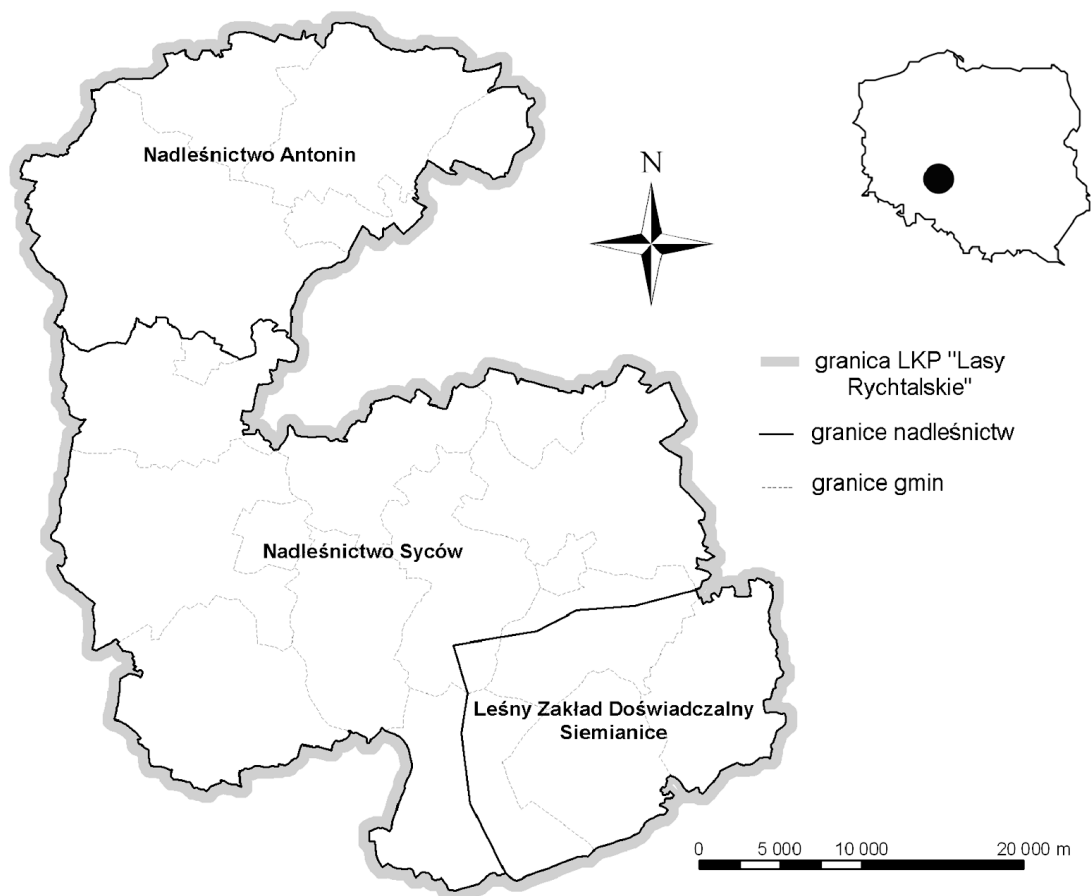 Nadleśnictwo Antonin
N
granica LKP "Lasy
Rychtalskie"
granice nadleśnictw
granice gmin
Nadleśnictwo Syców
Leśny Zakład Doświadczalny
Siemianice
0 5 000 10 000 20 000 m